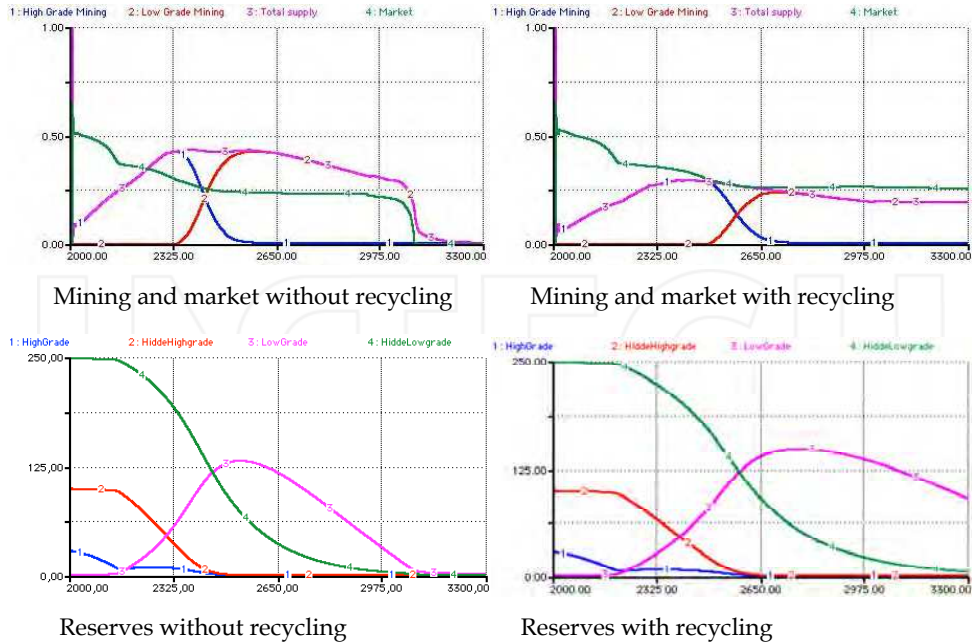 1: High Grade Mining 2: Low Grade Mining 3: Total supply 4: Market
1.00
0.50
0.00
2000.00 2325.00 2650.00 2975.00 3300.00
Mining and market without recycling
1: High Grade Mining 2: Low Grade Mining 3: Total supply 4: Market
1.00
0.50
0.00
2000.00 2325.00 2650.00 2975.00 3300.00
Mining and market with recycling
1: HighGrade 2: HiddeHighgrade 3: LowGrade 4: HiddeLowgrade
250,00
125,00
0,00
2000,00 2325,00 2650,00 2975,00 3300,00
Reserves without recycling
1: HighGrade 2: HiddeHighgrade 3: LowGrade 4: HiddeLowgrade
250.00
125.00
0.00
2000.00 2325.00 2650.00 2975.00 3300.00
Reserves with recycling